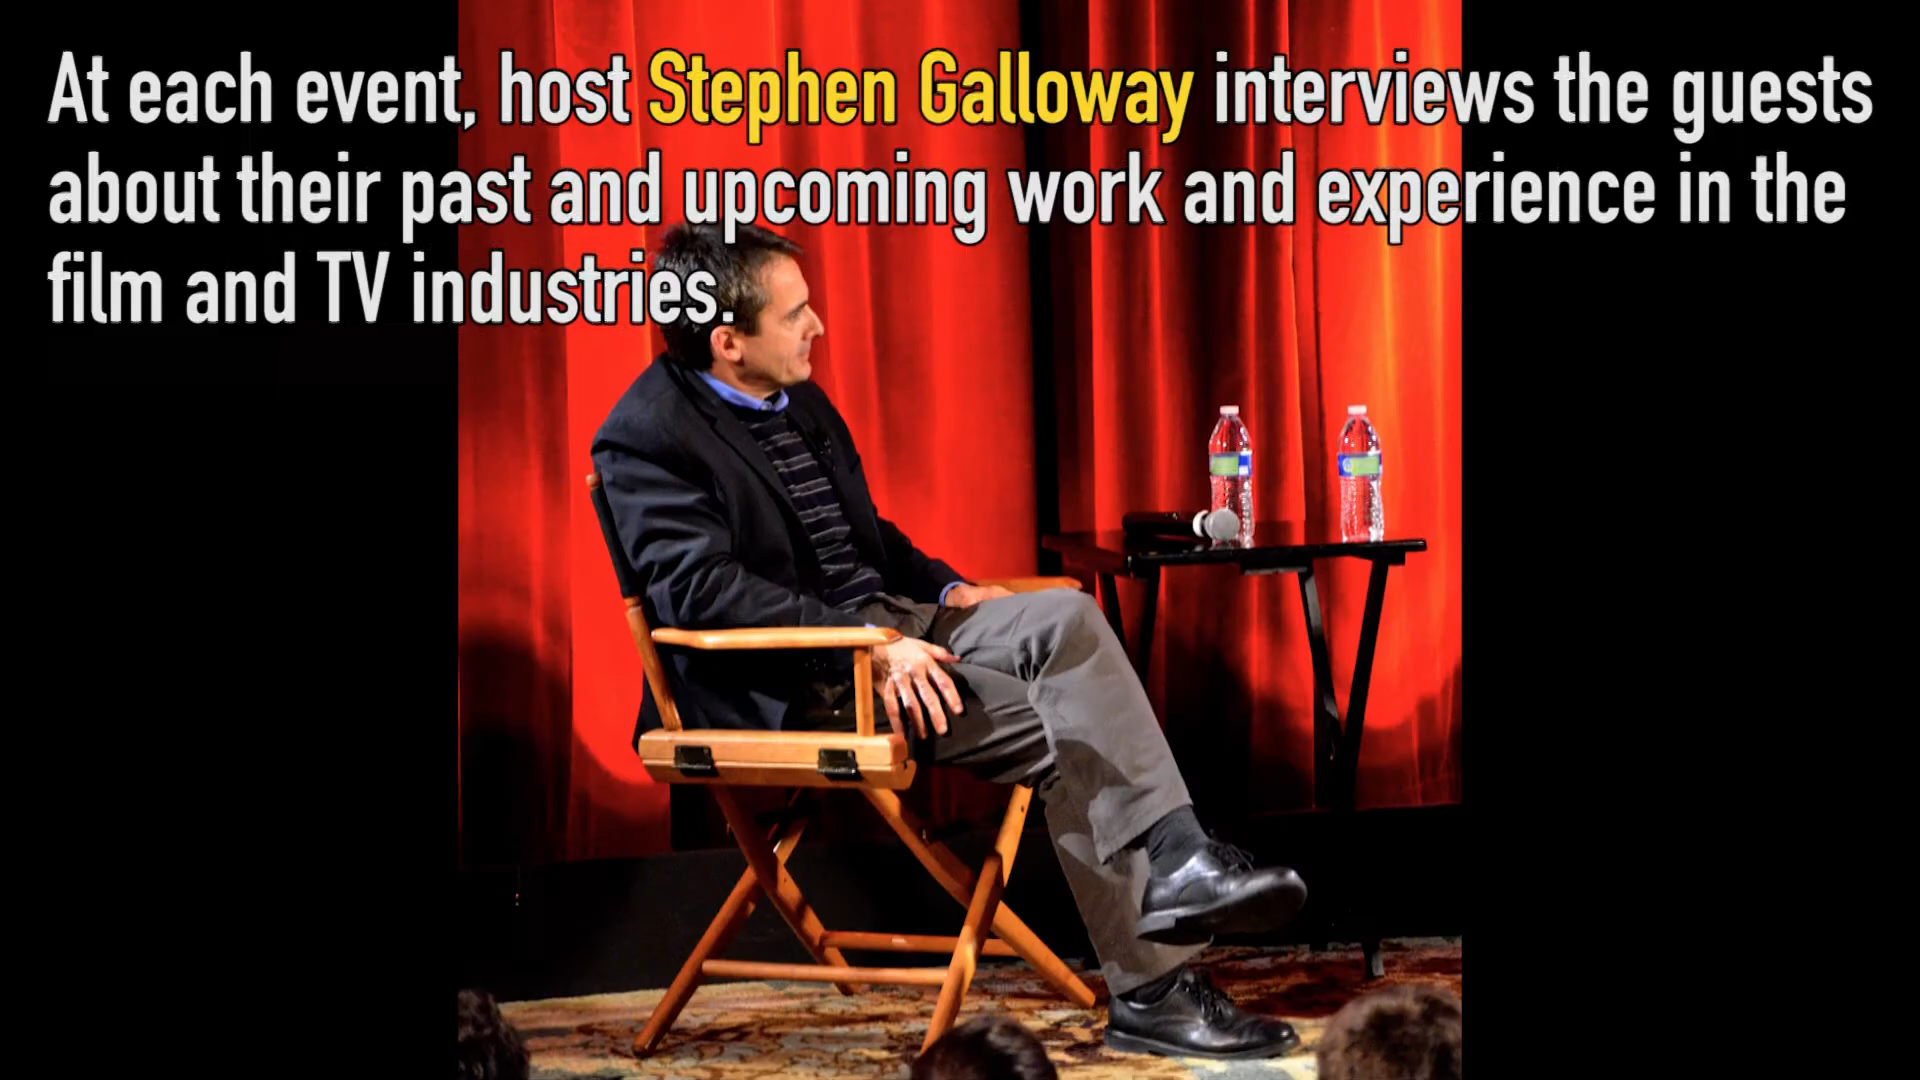 At each event, host Stephen Galloway interviews the guests
about their past and upcoming work and experience in the
film and TV industries.